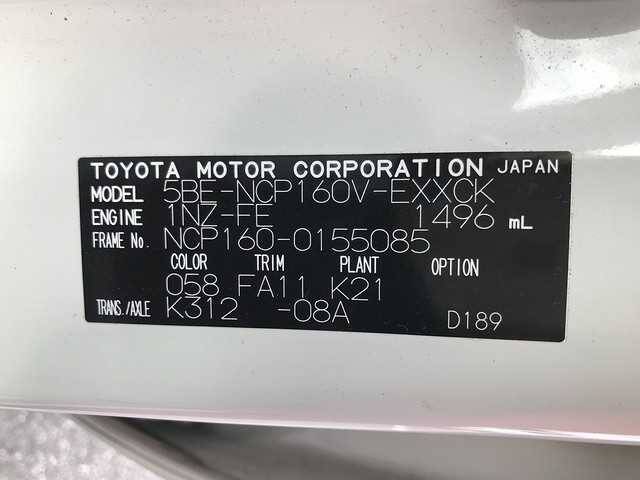 TOYOTA MOTOR CORPORATION JAPAN
MODEL 5BE-NCP160V-EXXCK
ENGINE 1NZ-FE 1496 mL
FRAME No. NCP160-0155085
COLOR TRIM PLANT OPTION
058 FA11 K21
TRANS./AXLE K312 -08A D189